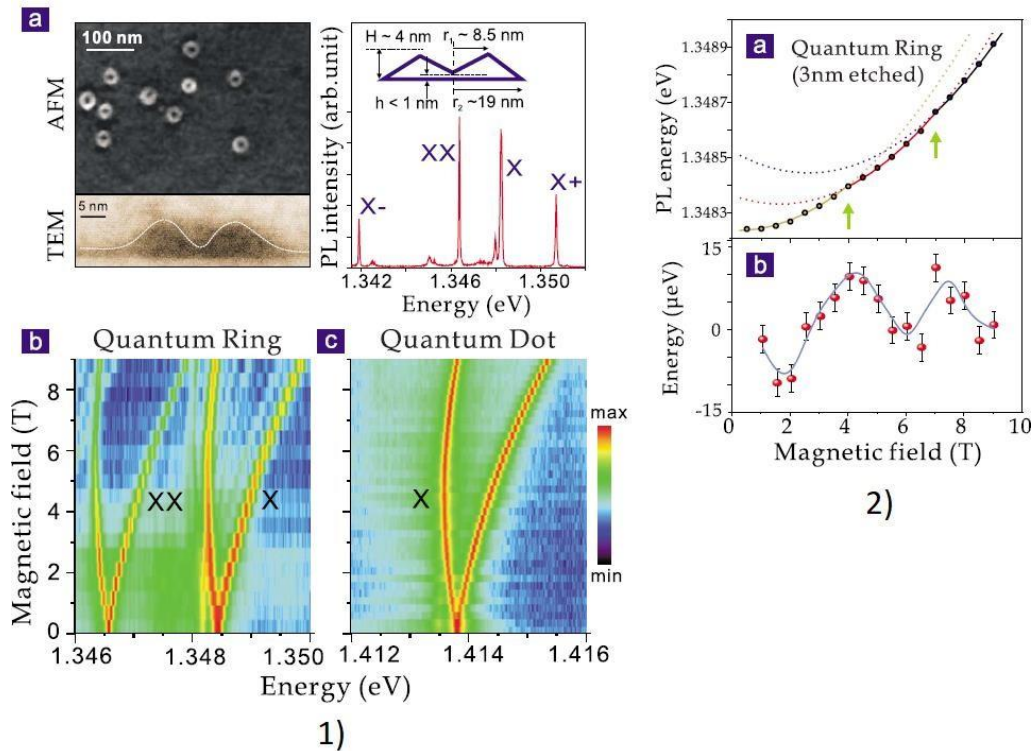 a
100 nm
AFM
5 nm
TEM
H ~ 4 nm
r₁ ~ 8.5 nm
h < 1 nm
r₂ ~19 nm
PL intensity (arb.unit)
X-
XX
X
X+
1.342
1.346
1.350
Energy (eV)
b
Quantum Ring
Magnetic field (T)
8
6
4
2
0
XX
X
1.346
1.348
1.350
c
Quantum Dot
X
1.412
1.414
1.416
max
min
Energy (eV)
1)
a
Quantum Ring
(3nm etched)
PL energy (eV)
1.3489
1.3487
1.3485
1.3483
b
Energy (µeV)
15
0
-15
0
2
4
6
8
10
Magnetic field (T)
2)